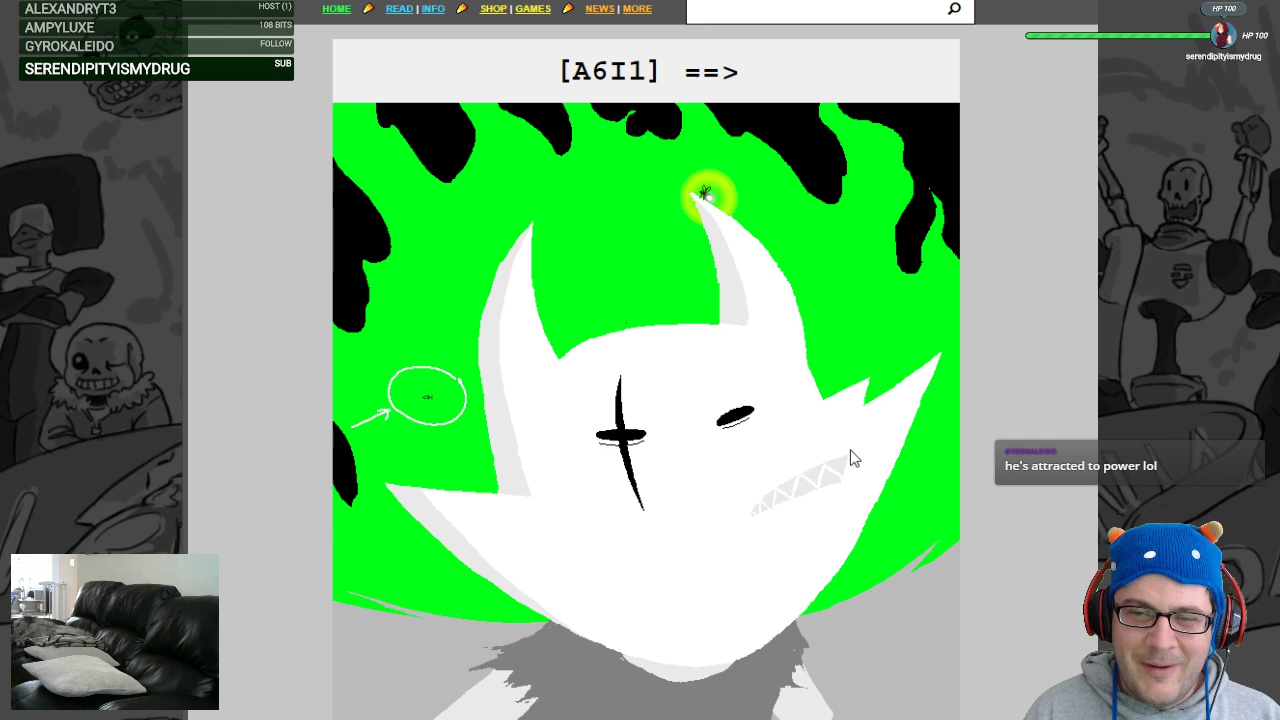 ALEXANDRYT3 HOST (1)
AMPYLUXE 108 BITS
GYROKALEIDO FOLLOW
SERENDIPITYISMYDRUG SUB
HOME READ | INFO SHOP | GAMES NEWS | MORE
HP 100
HP 100
serendipityismydrug
[A6I1] ==>
GYROKALEIDO
he's attracted to power lol